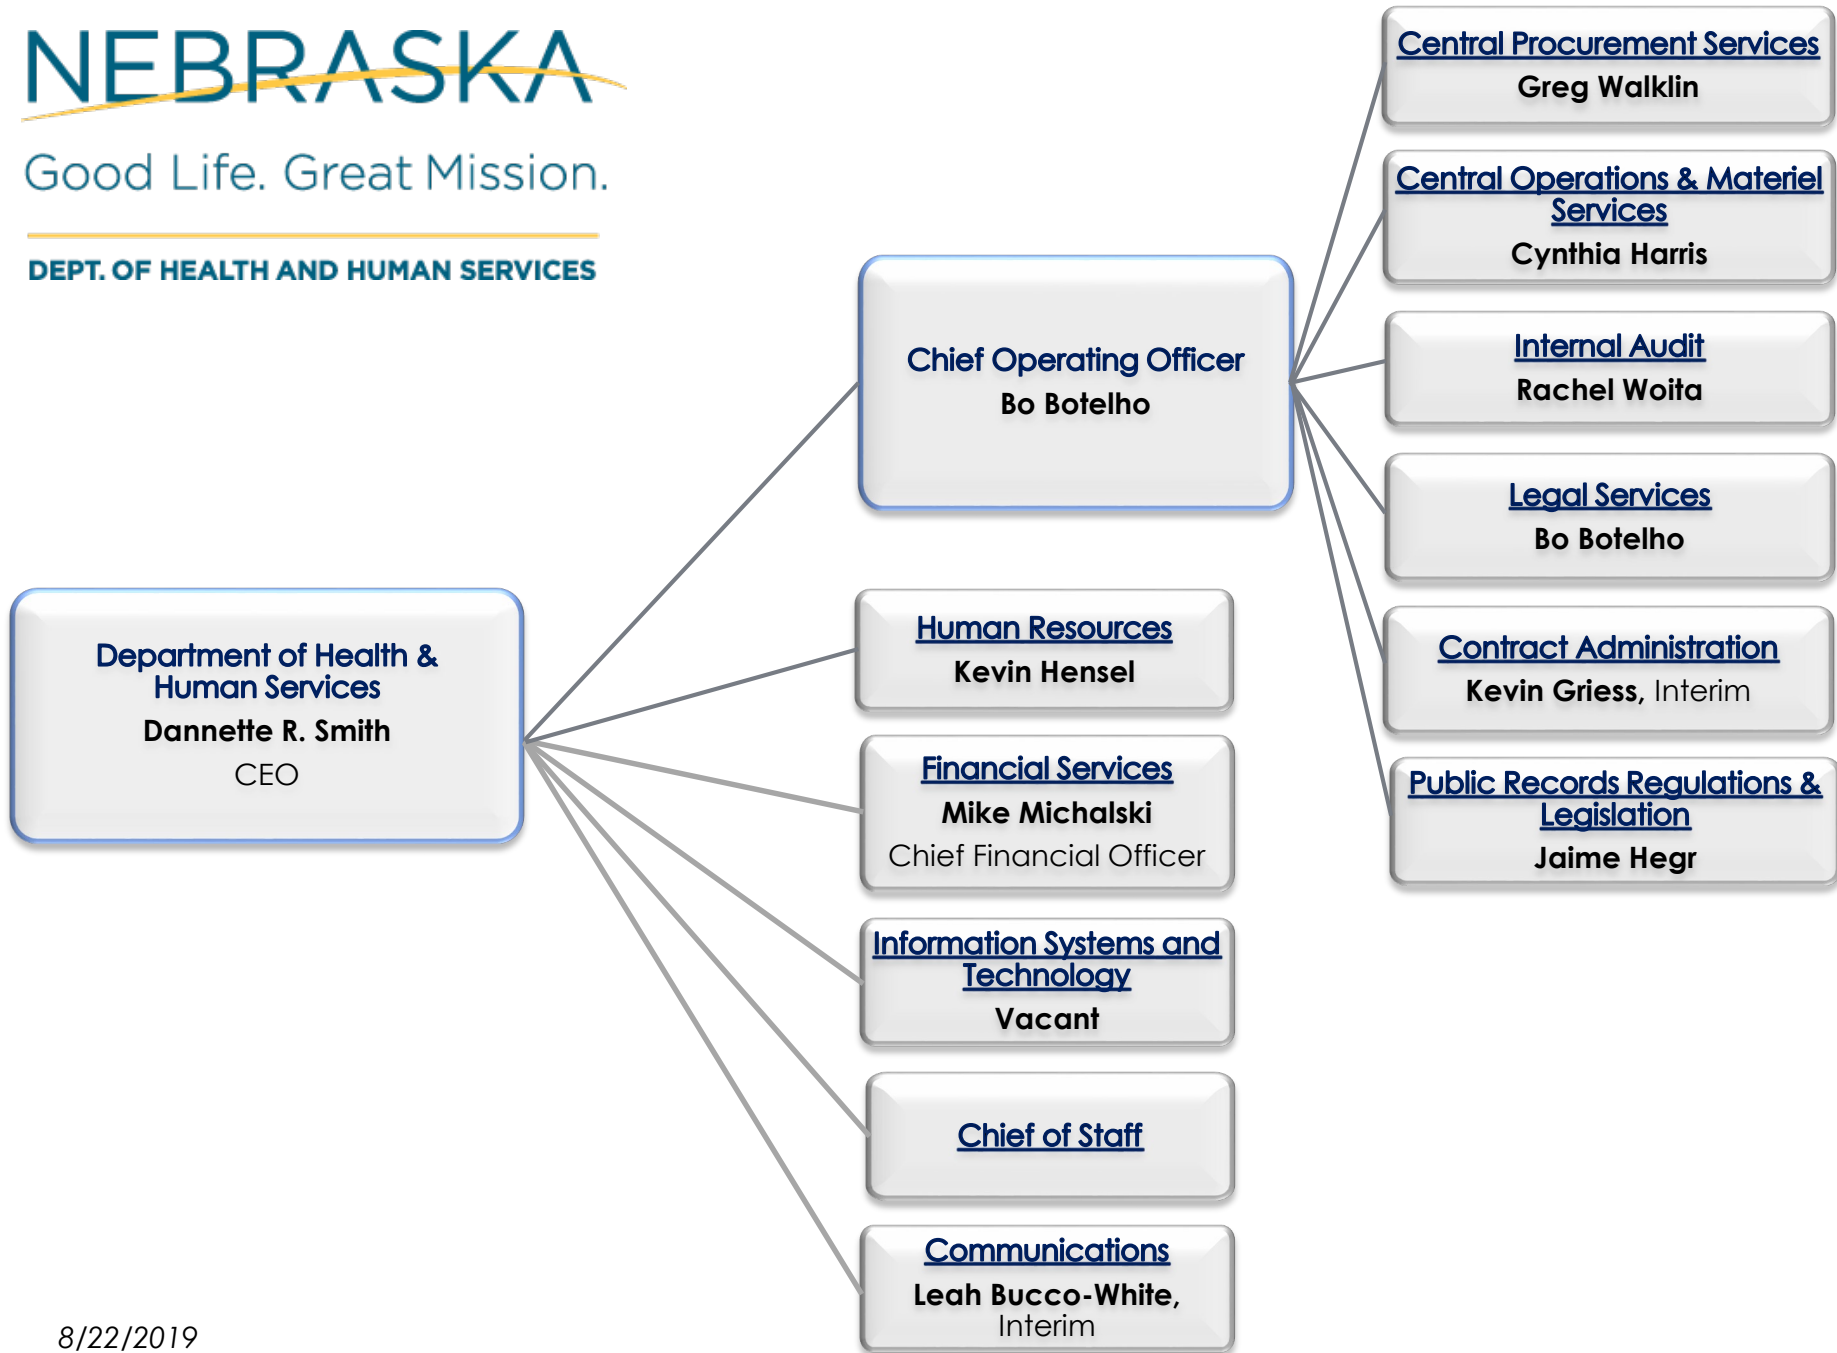 NEBRASKA
Good Life. Great Mission.
DEPT. OF HEALTH AND HUMAN SERVICES
Department of Health &
Human Services
Dannette R. Smith
CEO
Chief Operating Officer
Bo Botelho
Human Resources
Kevin Hensel
Financial Services
Mike Michalski
Chief Financial Officer
Information Systems and
Technology
Vacant
Chief of Staff
Communications
Leah Bucco-White,
Interim
Central Procurement Services
Greg Walklin
Central Operations & Materiel
Services
Cynthia Harris
Internal Audit
Rachel Woita
Legal Services
Bo Botelho
Contract Administration
Kevin Griess, Interim
Public Records Regulations &
Legislation
Jaime Hegr
8/22/2019